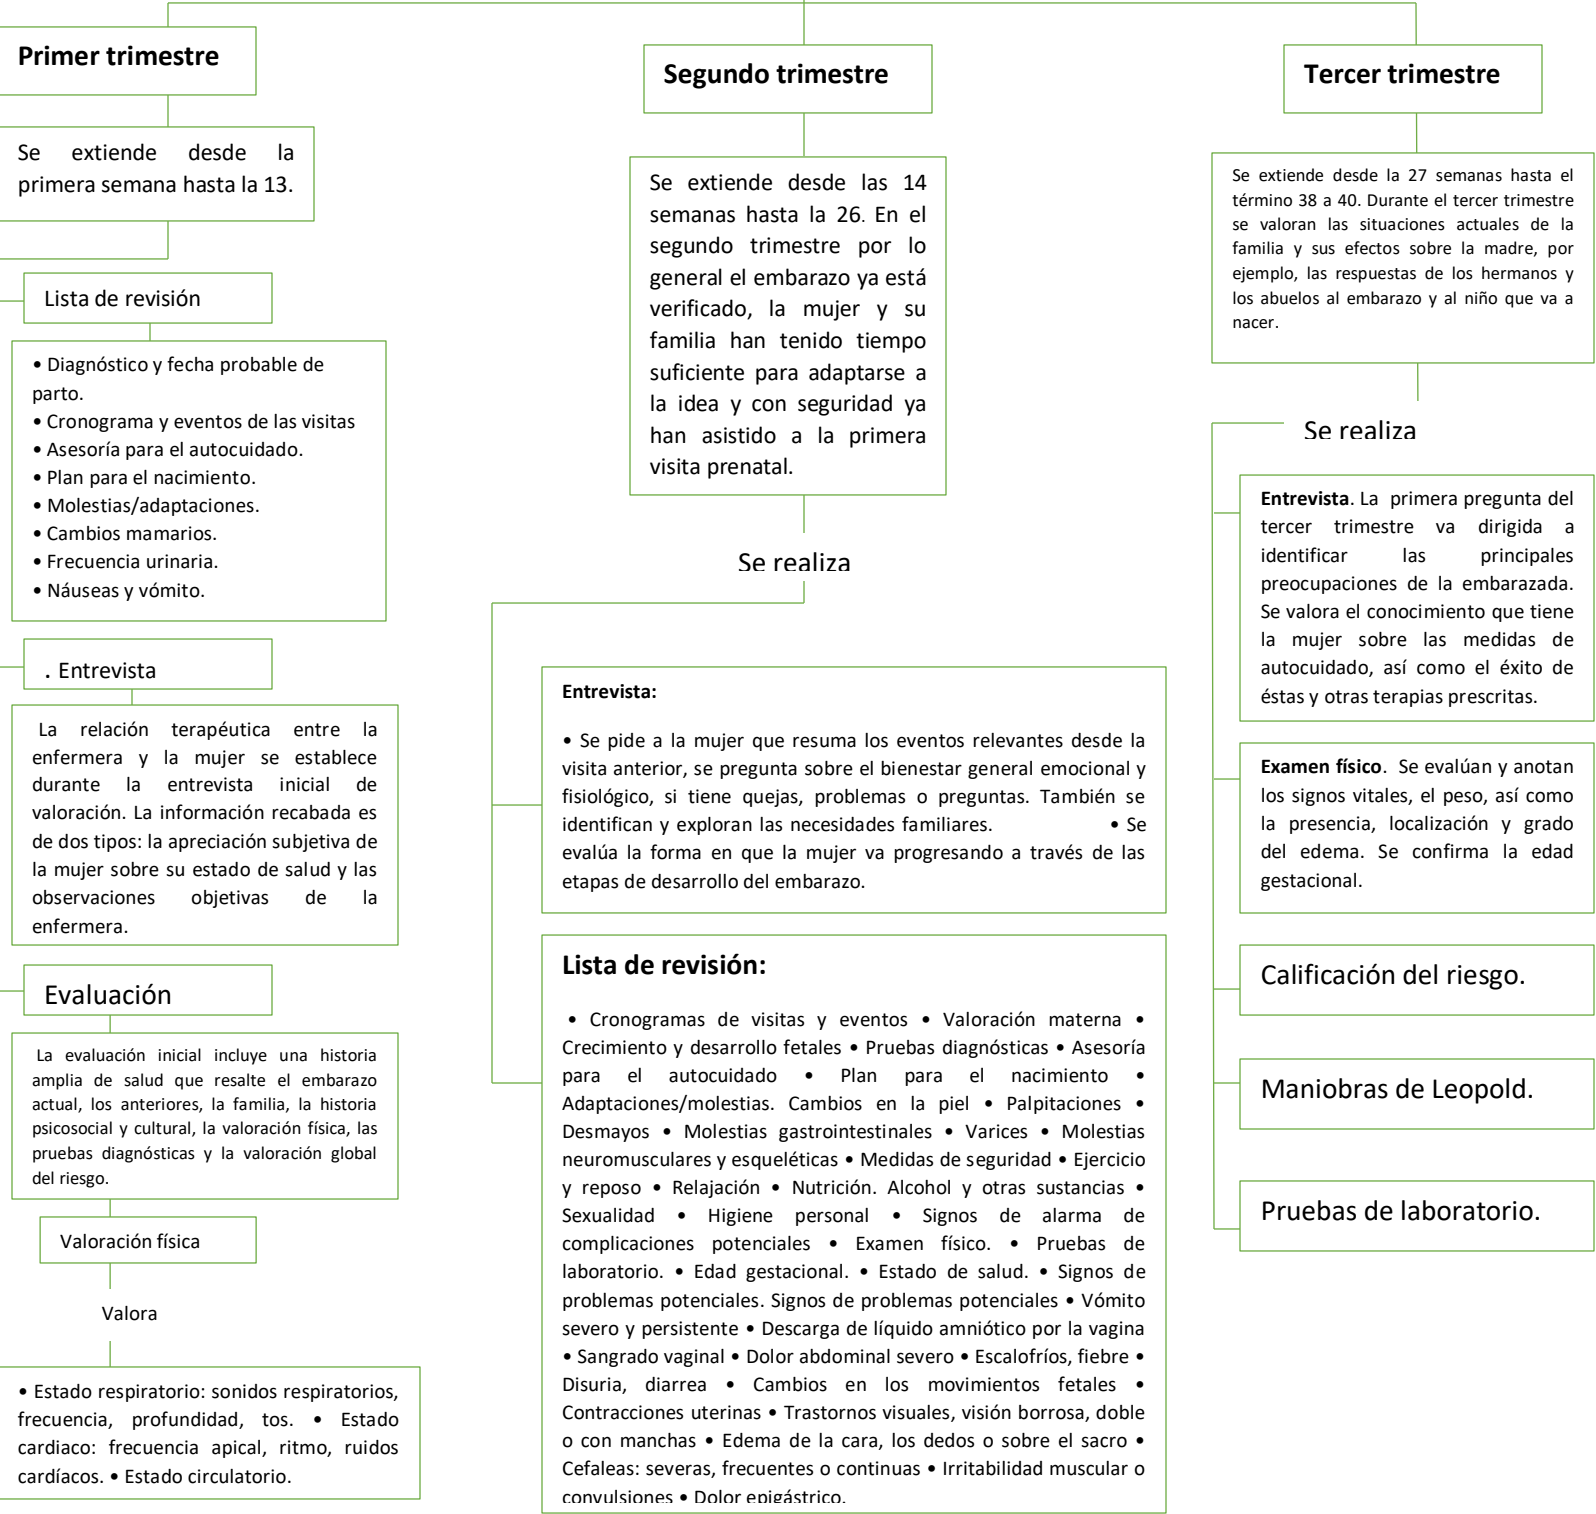 Primer trimestre
Se extiende desde la
primera semana hasta la 13.
Lista de revisión
• Diagnóstico y fecha probable de
parto.
• Cronograma y eventos de las visitas
• Asesoría para el autocuidado.
• Plan para el nacimiento.
• Molestias/adaptaciones.
• Cambios mamarios.
• Frecuencia urinaria.
• Náuseas y vómito.
. Entrevista
La relación terapéutica entre la
enfermera y la mujer se establece
durante la entrevista inicial de
valoración. La información recabada es
de dos tipos: la apreciación subjetiva de
la mujer sobre su estado de salud y las
observaciones objetivas de la
enfermera.
Evaluación
La evaluación inicial incluye una historia
amplia de salud que resalte el embarazo
actual, los anteriores, la familia, la historia
psicosocial y cultural, la valoración física, las
pruebas diagnósticas y la valoración global
del riesgo.
Valoración física
Valora
• Estado respiratorio: sonidos respiratorios,
frecuencia, profundidad, tos. • Estado
cardiaco: frecuencia apical, ritmo, ruidos
cardíacos. • Estado circulatorio.
Segundo trimestre
Se extiende desde las 14
semanas hasta la 26. En el
segundo trimestre por lo
general el embarazo ya está
verificado, la mujer y su
familia han tenido tiempo
suficiente para adaptarse a
la idea y con seguridad ya
han asistido a la primera
visita prenatal.
Se realiza
Entrevista:
• Se pide a la mujer que resuma los eventos relevantes desde la
visita anterior, se pregunta sobre el bienestar general emocional y
fisiológico, si tiene quejas, problemas o preguntas. También se
identifican y exploran las necesidades familiares. • Se
evalúa la forma en que la mujer va progresando a través de las
etapas de desarrollo del embarazo.
Lista de revisión:
• Cronogramas de visitas y eventos • Valoración materna •
Crecimiento y desarrollo fetales • Pruebas diagnósticas • Asesoría
para el autocuidado • Plan para el nacimiento •
Adaptaciones/molestias. Cambios en la piel • Palpitaciones •
Desmayos • Molestias gastrointestinales • Varices • Molestias
neuromusculares y esqueléticas • Medidas de seguridad • Ejercicio
y reposo • Relajación • Nutrición. Alcohol y otras sustancias •
Sexualidad • Higiene personal • Signos de alarma de
complicaciones potenciales • Examen físico. • Pruebas de
laboratorio. • Edad gestacional. • Estado de salud. • Signos de
problemas potenciales. Signos de problemas potenciales • Vómito
severo y persistente • Descarga de líquido amniótico por la vagina
• Sangrado vaginal • Dolor abdominal severo • Escalofríos, fiebre •
Disuria, diarrea • Cambios en los movimientos fetales •
Contracciones uterinas • Trastornos visuales, visión borrosa, doble
o con manchas • Edema de la cara, los dedos o sobre el sacro •
Cefaleas: severas, frecuentes o continuas • Irritabilidad muscular o
convulsiones • Dolor epigástrico.
Tercer trimestre
Se extiende desde la 27 semanas hasta el
término 38 a 40. Durante el tercer trimestre
se valoran las situaciones actuales de la
familia y sus efectos sobre la madre, por
ejemplo, las respuestas de los hermanos y
los abuelos al embarazo y al niño que va a
nacer.
Se realiza
Entrevista. La primera pregunta del
tercer trimestre va dirigida a
identificar las principales
preocupaciones de la embarazada.
Se valora el conocimiento que tiene
la mujer sobre las medidas de
autocuidado, así como el éxito de
éstas y otras terapias prescritas.
Examen físico. Se evalúan y anotan
los signos vitales, el peso, así como
la presencia, localización y grado
del edema. Se confirma la edad
gestacional.
Calificación del riesgo.
Maniobras de Leopold.
Pruebas de laboratorio.